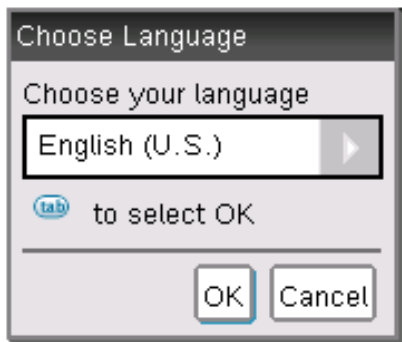 Choose Language
Choose your language
English (U.S.)
tab to select OK
OK Cancel